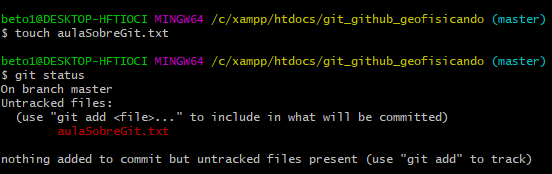 beto1@DESKTOP-HFTIOCI MINGW64 /c/xampp/htdocs/git_github_geofisicando (master)
$ touch aulaSobreGit.txt
beto1@DESKTOP-HFTIOCI MINGW64 /c/xampp/htdocs/git_github_geofisicando (master)
$ git status
On branch master
Untracked files:
(use "git add <file>..." to include in what will be committed)
aulaSobreGit.txt
nothing added to commit but untracked files present (use "git add" to track)